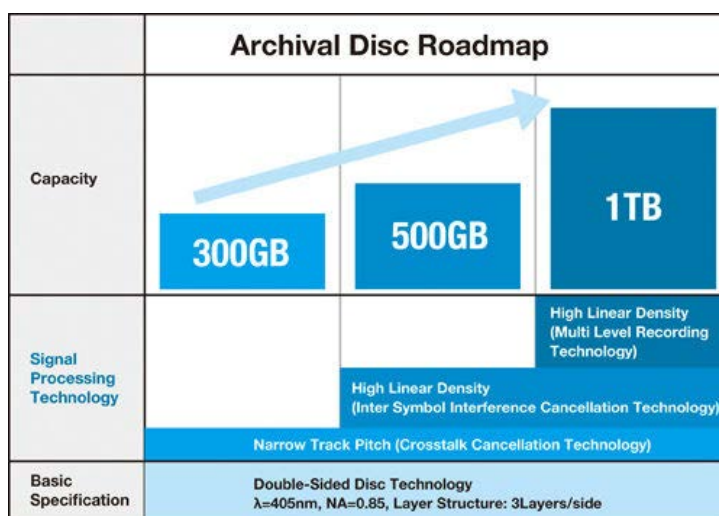 Archival Disc Roadmap
Capacity
300GB
500GB
1TB
Signal
Processing
Technology
High Linear Density
(Multi Level Recording
Technology)
High Linear Density
(Inter Symbol Interference Cancellation Technology)
Narrow Track Pitch (Crosstalk Cancellation Technology)
Basic
Specification
Double-Sided Disc Technology
λ=405nm, NA=0.85, Layer Structure: 3Layers/side